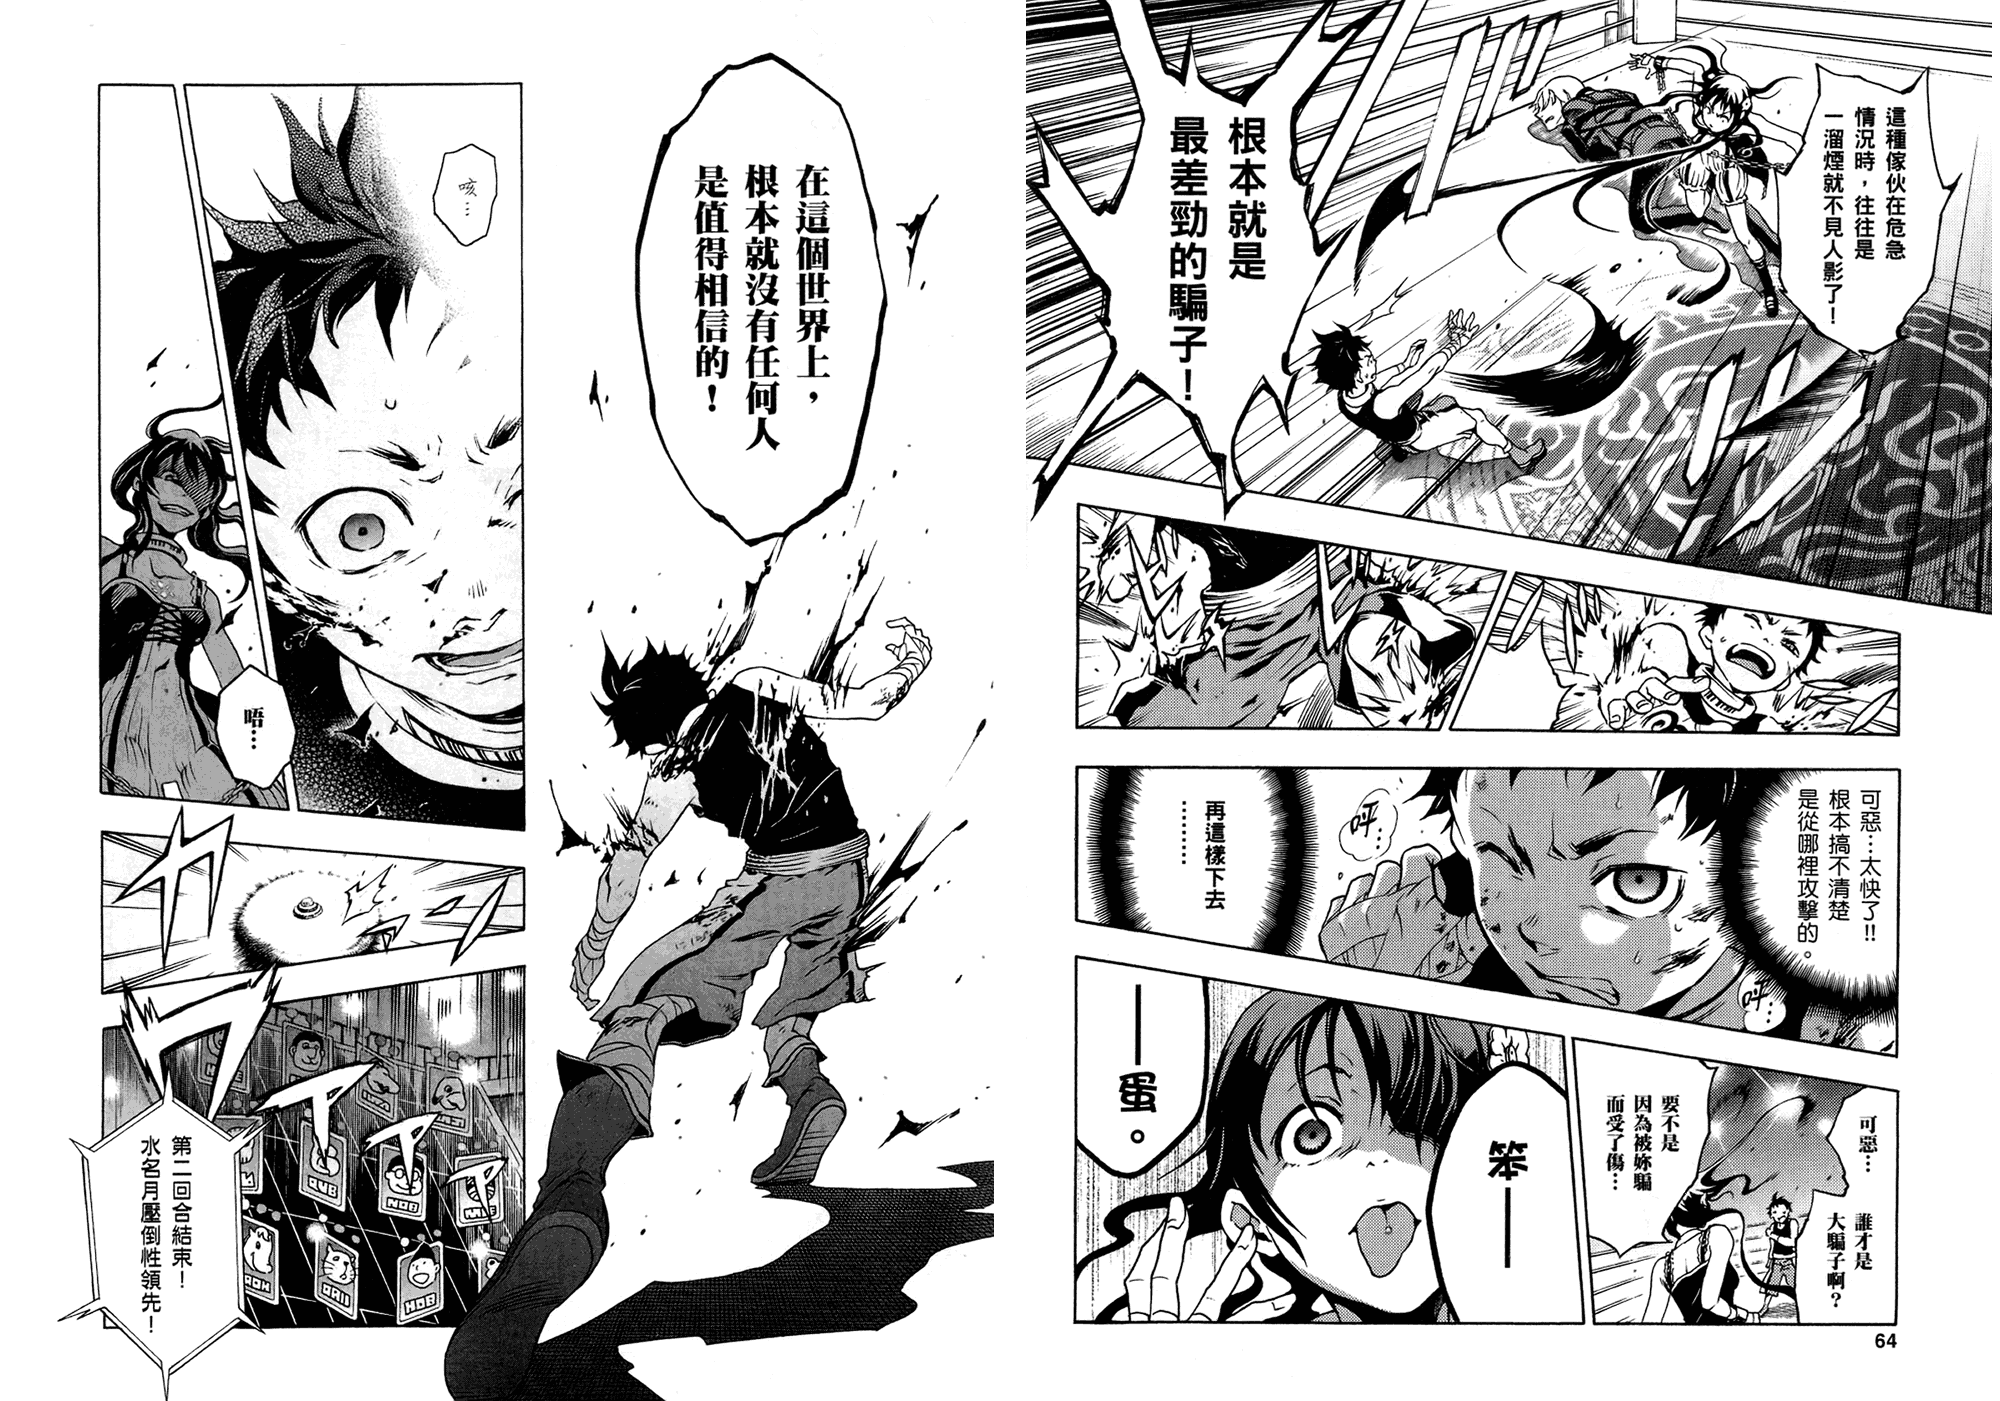 這種傢伙在危急
情況時，往往是
一溜煙就不見人影了！
根本就是
最差勁的騙子！
可惡…太快了!!
根本搞不清楚
是從哪裡攻擊的。
呼…
呼…
再這樣下去
………
可惡…
誰才是
大騙子啊？
要不是
因為被妳騙
而受了傷…
笨——
——蛋。
64
在這個世界上，
根本就沒有任何人
是值得相信的！
咳…
唔…
第二回合結束！
水名月壓倒性領先！